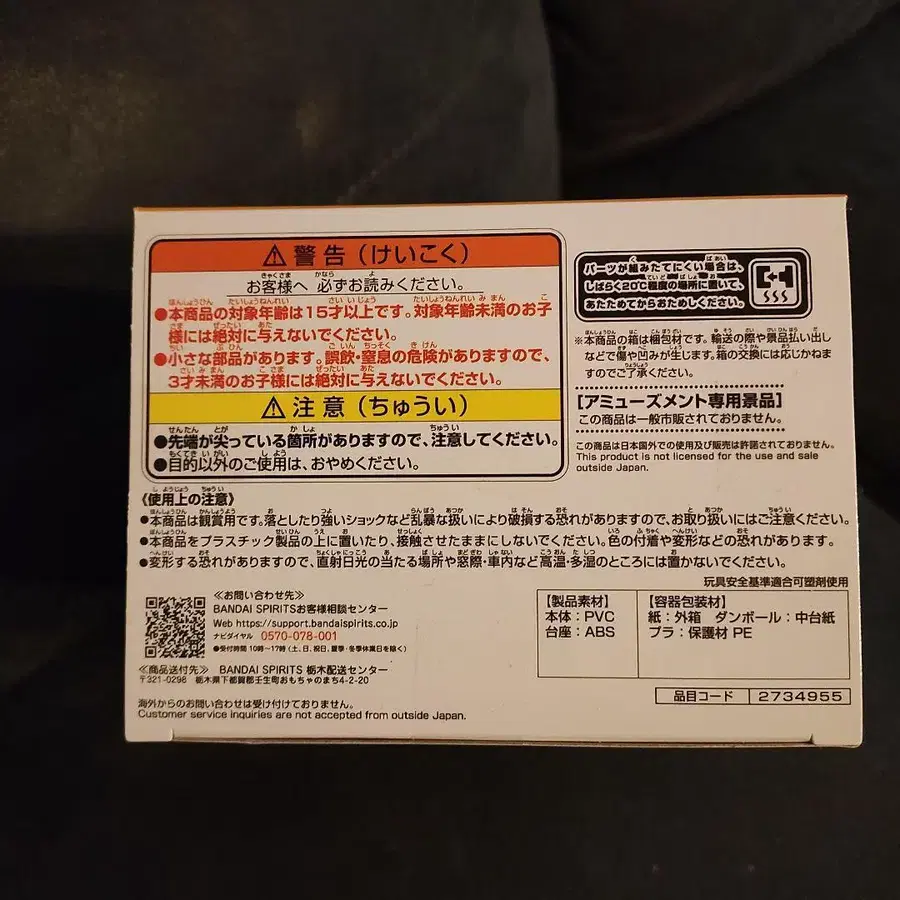 ⚠警告(けいこく)
お客様へ 必ずお読みください。
●本商品の対象年齢は15才以上です。対象年齢未満のお子
様には絶対に与えないでください。
●小さな部品があります。誤飲・窒息の危険がありますので、
3才未満のお子様には絶対に与えないでください。
⚠注意(ちゅうい)
●先端が尖っている箇所がありますので、注意してください。
●目的以外のご使用は、おやめください。
パーツが組みたてにくい場合は、
しばらく20℃程度の場所に置いて、
あたためてからおためしください。
※本商品の箱は梱包材です。輸送の際や景品払い出し
などで傷や凹みが生じます。箱の交換には応じかねま
すのでご了承ください。
[アミューズメント専用景品]
この商品は一般市販されておりません。
この商品は日本国外での使用及び販売は許諾されておりません。
This product is not licensed for the use and sale
outside Japan.
《使用上の注意》
●本商品は観賞用です。落としたり強いショックなど乱暴な扱いにより破損する恐れがありますので、お取り扱いにはご注意ください。
●本商品をプラスチック製品の上に置いたり、接触させたままにしないでください。色の付着や変形などの恐れがあります。
●変形する恐れがありますので、直射日光の当たる場所や窓際・車内など高温・多湿のところには置かないでください。
玩具安全基準適合可塑剤使用
≪お問い合わせ先≫
BANDAI SPIRITSお客様相談センター
Web https://support.bandaispirits.co.jp
ナビダイヤル 0570-078-001
●受付時間 10時~17時(土、日、祝日、夏季・冬季休業日を除く)
≪商品送付先≫ BANDAI SPIRITS 栃木配送センター
〒321-0298 栃木県下都賀郡壬生町おもちゃのまち4-2-20
海外からのお問い合わせは受け付けておりません。
Customer service inquiries are not accepted from outside Japan.
【製品素材】
本体:PVC
台座:ABS
【容器包装材】
紙:外箱 ダンボール:中台紙
プラ:保護材 PE
品目コード 2734955